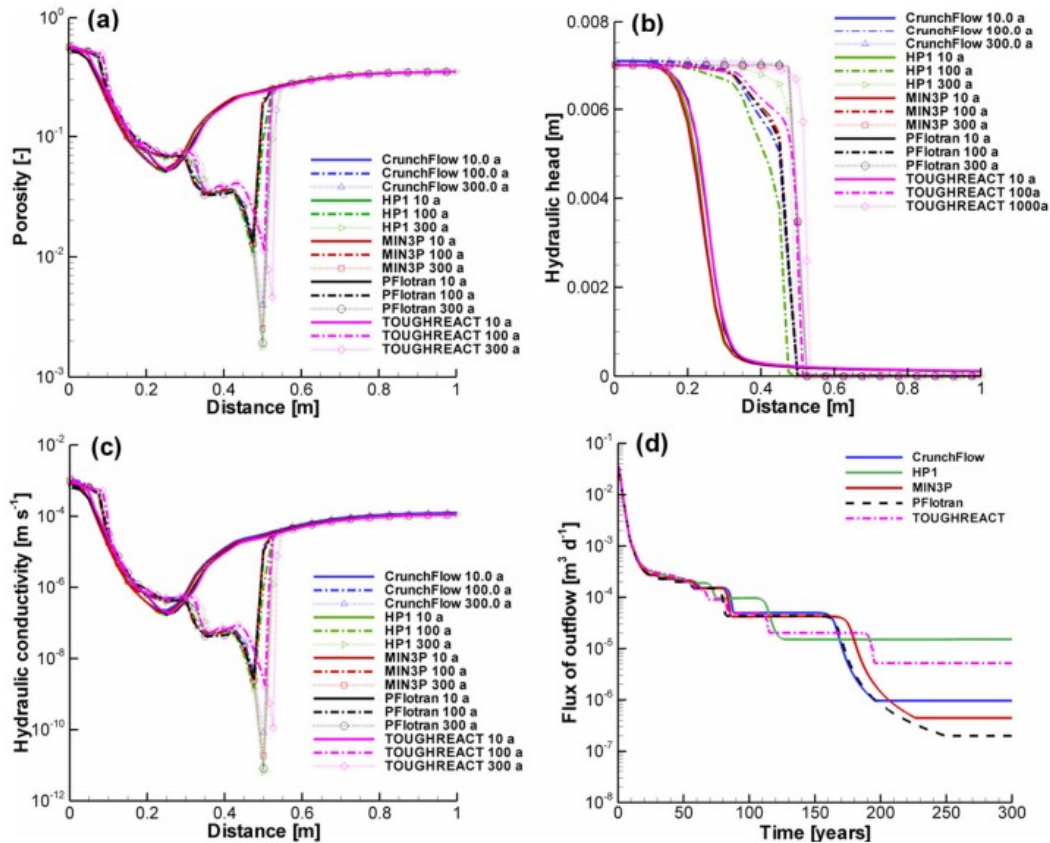 (a)
Porosity [-]
10^0
10^-1
10^-2
10^-3
0 0.2 0.4 0.6 0.8 1
Distance [m]
CrunchFlow 10.0 a
CrunchFlow 100.0 a
CrunchFlow 300.0 a
HP1 10 a
HP1 100 a
HP1 300 a
MIN3P 10 a
MIN3P 100 a
MIN3P 300 a
PFlotran 10 a
PFlotran 100 a
PFlotran 300 a
TOUGHREACT 10 a
TOUGHREACT 100 a
TOUGHREACT 300 a
(b)
Hydraulic head [m]
0.008
0.006
0.004
0.002
0
0 0.2 0.4 0.6 0.8 1
Distance [m]
CrunchFlow 10.0 a
CrunchFlow 100.0 a
CrunchFlow 300.0 a
HP1 10 a
HP1 100 a
HP1 300 a
MIN3P 10 a
MIN3P 100 a
MIN3P 300 a
PFlotran 10 a
PFlotran 100 a
PFlotran 300 a
TOUGHREACT 10 a
TOUGHREACT 100a
TOUGHREACT 1000a
(c)
Hydraulic conductivity [m s^-1]
10^-2
10^-4
10^-6
10^-8
10^-10
10^-12
0 0.2 0.4 0.6 0.8 1
Distance [m]
CrunchFlow 10.0 a
CrunchFlow 100.0 a
CrunchFlow 300.0 a
HP1 10 a
HP1 100 a
HP1 300 a
MIN3P 10 a
MIN3P 100 a
MIN3P 300 a
PFlotran 10 a
PFlotran 100 a
PFlotran 300 a
TOUGHREACT 10 a
TOUGHREACT 100 a
TOUGHREACT 300 a
(d)
Flux of outflow [m^3 d^-1]
10^-1
10^-2
10^-3
10^-4
10^-5
10^-6
10^-7
10^-8
0 50 100 150 200 250 300
Time [years]
CrunchFlow
HP1
MIN3P
PFlotran
TOUGHREACT